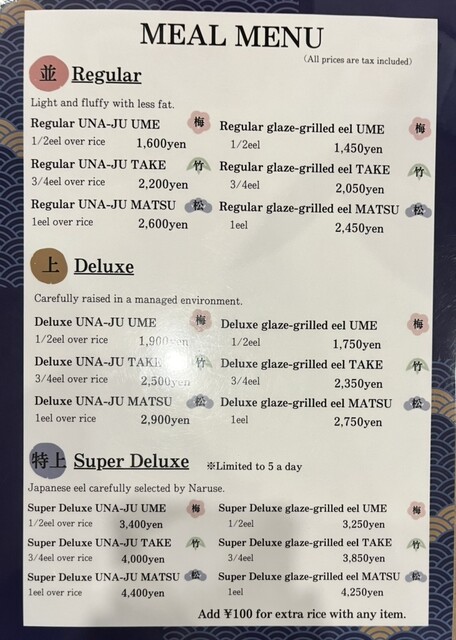 MEAL MENU
(All prices are tax included)
並 Regular
Light and fluffy with less fat.
Regular UNA-JU UME 梅
1/2eel over rice 1,600yen
Regular UNA-JU TAKE 竹
3/4eel over rice 2,200yen
Regular UNA-JU MATSU 松
1eel over rice 2,600yen
Regular glaze-grilled eel UME 梅
1/2eel 1,450yen
Regular glaze-grilled eel TAKE 竹
3/4eel 2,050yen
Regular glaze-grilled eel MATSU 松
1eel 2,450yen
上 Deluxe
Carefully raised in a managed environment.
Deluxe UNA-JU UME 梅
1/2eel over rice 1,900yen
Deluxe UNA-JU TAKE 竹
3/4eel over rice 2,500yen
Deluxe UNA-JU MATSU 松
1eel over rice 2,900yen
Deluxe glaze-grilled eel UME 梅
1/2eel 1,750yen
Deluxe glaze-grilled eel TAKE 竹
3/4eel 2,350yen
Deluxe glaze-grilled eel MATSU 松
1eel 2,750yen
特上 Super Deluxe ※Limited to 5 a day
Japanese eel carefully selected by Naruse.
Super Deluxe UNA-JU UME 梅
1/2eel over rice 3,400yen
Super Deluxe UNA-JU TAKE 竹
3/4eel over rice 4,000yen
Super Deluxe UNA-JU MATSU 松
1eel over rice 4,400yen
Super Deluxe glaze-grilled eel UME 梅
1/2eel 3,250yen
Super Deluxe glaze-grilled eel TAKE 竹
3/4eel 3,850yen
Super Deluxe glaze-grilled eel MATSU 松
1eel 4,250yen
Add ¥100 for extra rice with any item.